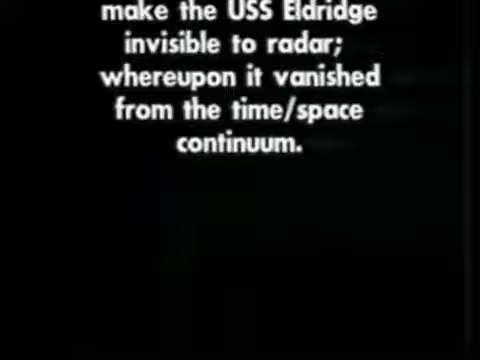 make the USS Eldridge
invisible to radar;
whereupon it vanished
from the time/space
continuum.